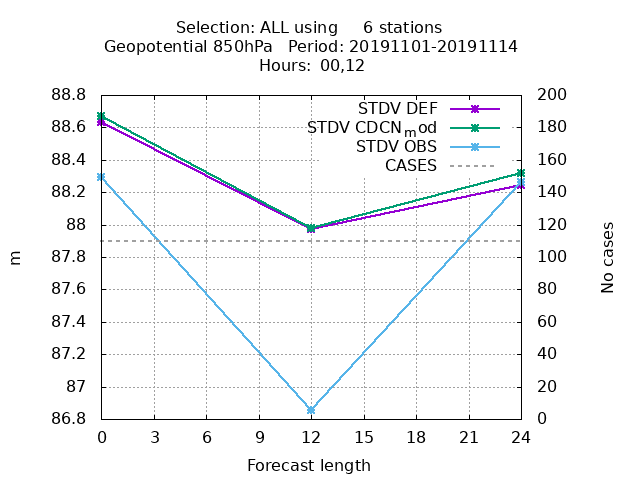 Selection: ALL using     6 stations
Geopotential 850hPa   Period: 20191101-20191114
Hours: 00,12
88.8
88.6
88.4
88.2
88
87.8
87.6
87.4
87.2
87
86.8
m
STDV DEF
STDV CDCNmod
STDV OBS
CASES
200
180
160
140
120
100
80
60
40
20
0
No cases
0 3 6 9 12 15 18 21 24
Forecast length